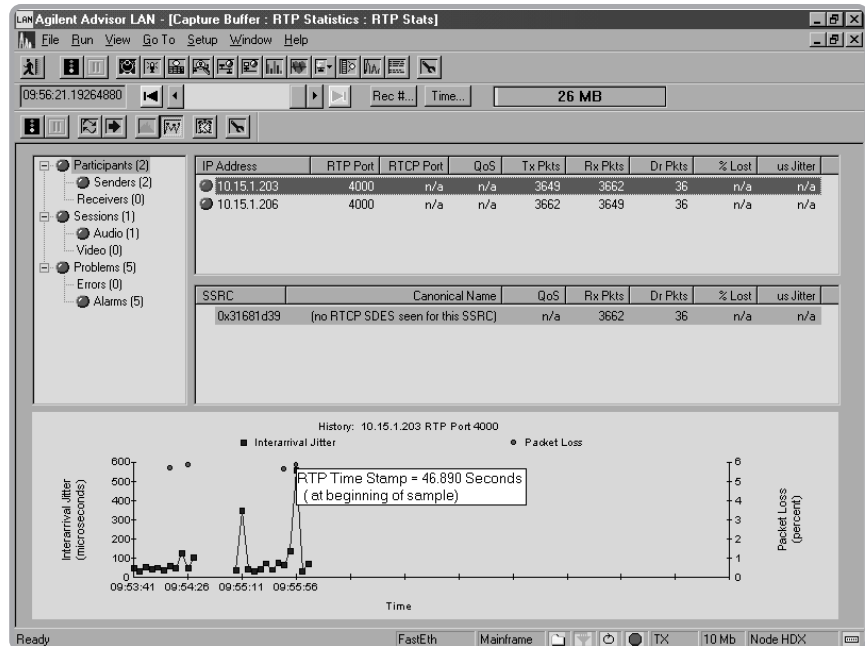 LAN Agilent Advisor LAN - [Capture Buffer : RTP Statistics : RTP Stats]
File Run View Go To Setup Window Help
09:56:21.19264880 Rec #... Time... 26 MB
Participants (2)
Senders (2)
Receivers (0)
Sessions (1)
Audio (1)
Video (0)
Problems (5)
Errors (0)
Alarms (5)
IP Address RTP Port RTCP Port QoS Tx Pkts Rx Pkts Dr Pkts % Lost us Jitter
10.15.1.203 4000 n/a n/a 3649 3662 36 n/a n/a
10.15.1.206 4000 n/a n/a 3662 3649 36 n/a n/a
SSRC Canonical Name QoS Rx Pkts Dr Pkts % Lost us Jitter
0x31681d39 (no RTCP SDES seen for this SSRC) n/a 3662 36 n/a n/a
History: 10.15.1.203 RTP Port 4000
Interarrival Jitter Packet Loss
Interarrival Jitter
(microseconds)
600
500
400
300
200
100
0
RTP Time Stamp = 46.890 Seconds
( at beginning of sample)
6
5
4
3
2
1
0
Packet Loss
(percent)
09:53:41 09:54:26 09:55:11 09:55:56
Time
Ready FastEth Mainframe TX 10 Mb Node HDX